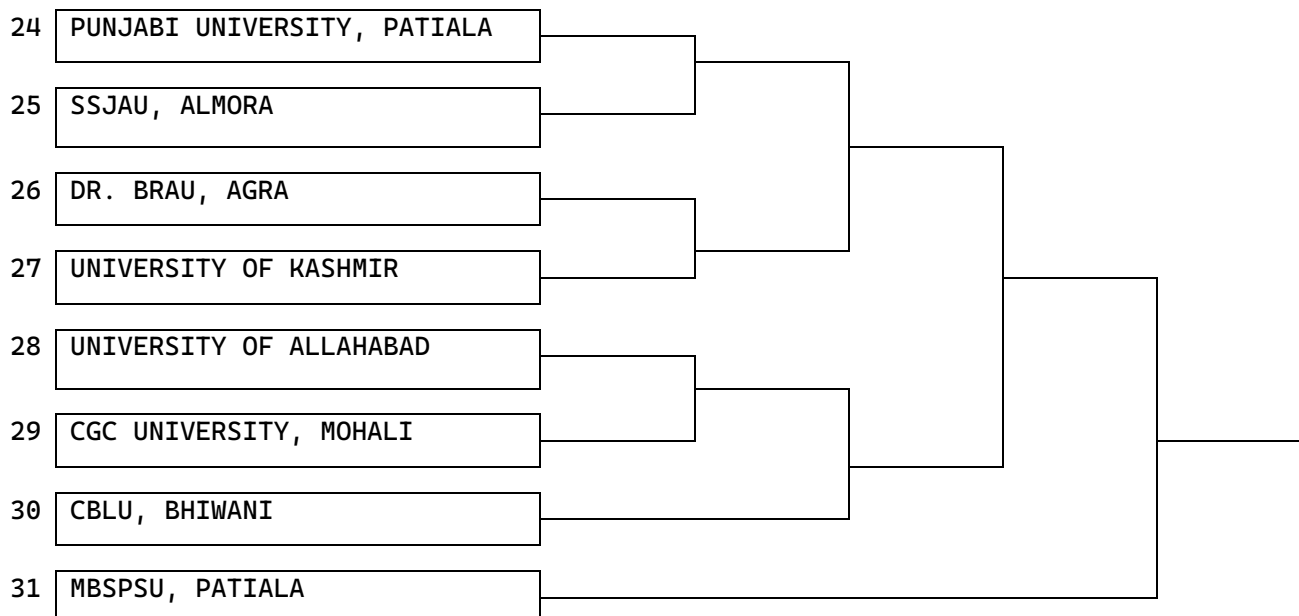 24 PUNJABI UNIVERSITY, PATIALA
25 SSJAU, ALMORA
26 DR. BRAU, AGRA
27 UNIVERSITY OF KASHMIR
28 UNIVERSITY OF ALLAHABAD
29 CGC UNIVERSITY, MOHALI
30 CBLU, BHIWANI
31 MBSPSU, PATIALA